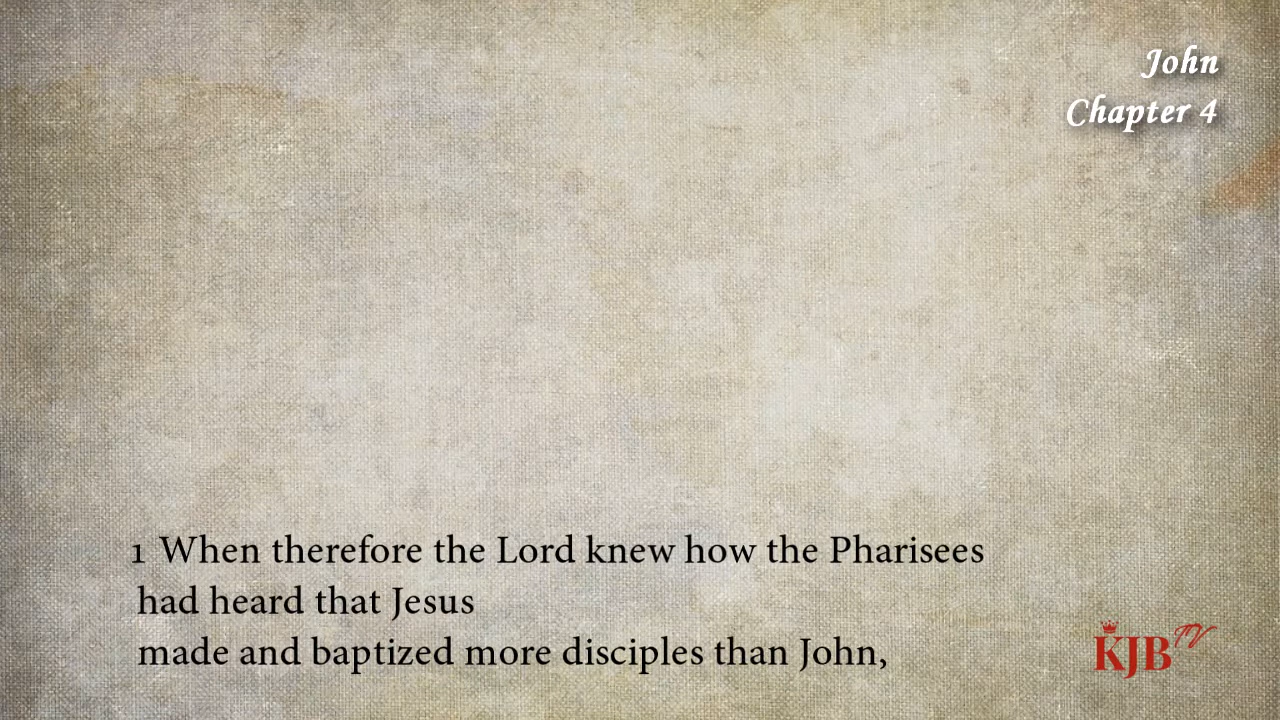 John
Chapter 4
1 When therefore the Lord knew how the Pharisees
had heard that Jesus
made and baptized more disciples than John,
KJB TV